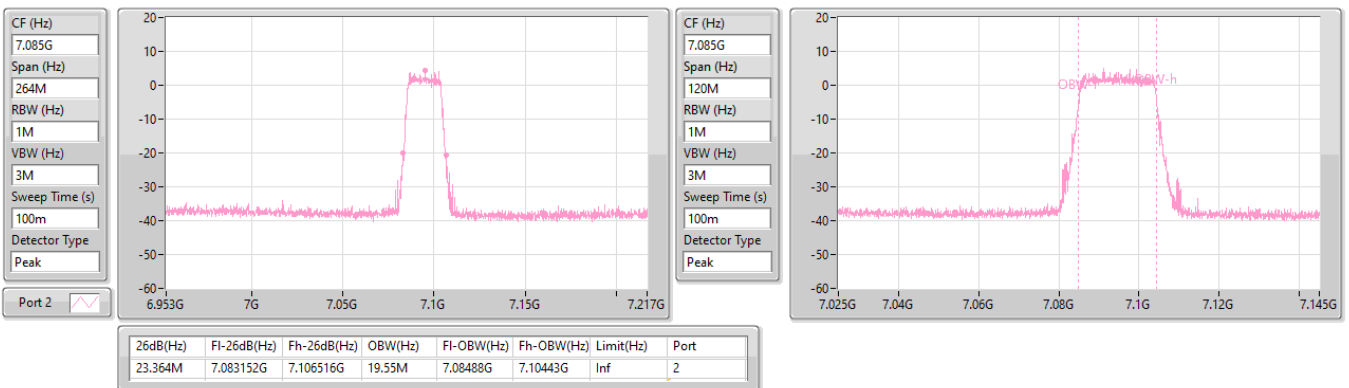 CF (Hz)
7.085G
Span (Hz)
264M
RBW (Hz)
1M
VBW (Hz)
3M
Sweep Time (s)
100m
Detector Type
Peak
Port 2
20
10
0
-10
-20
-30
-40
-50
-60
6.953G 7G 7.05G 7.1G 7.15G 7.217G
CF (Hz)
7.085G
Span (Hz)
120M
RBW (Hz)
1M
VBW (Hz)
3M
Sweep Time (s)
100m
Detector Type
Peak
20
10
0
-10
-20
-30
-40
-50
-60
7.025G 7.04G 7.06G 7.08G 7.1G 7.12G 7.145G
26dB(Hz) Fl-26dB(Hz) Fh-26dB(Hz) OBW(Hz) Fl-OBW(Hz) Fh-OBW(Hz) Limit(Hz) Port
23.364M 7.083152G 7.106516G 19.55M 7.08488G 7.10443G Inf 2